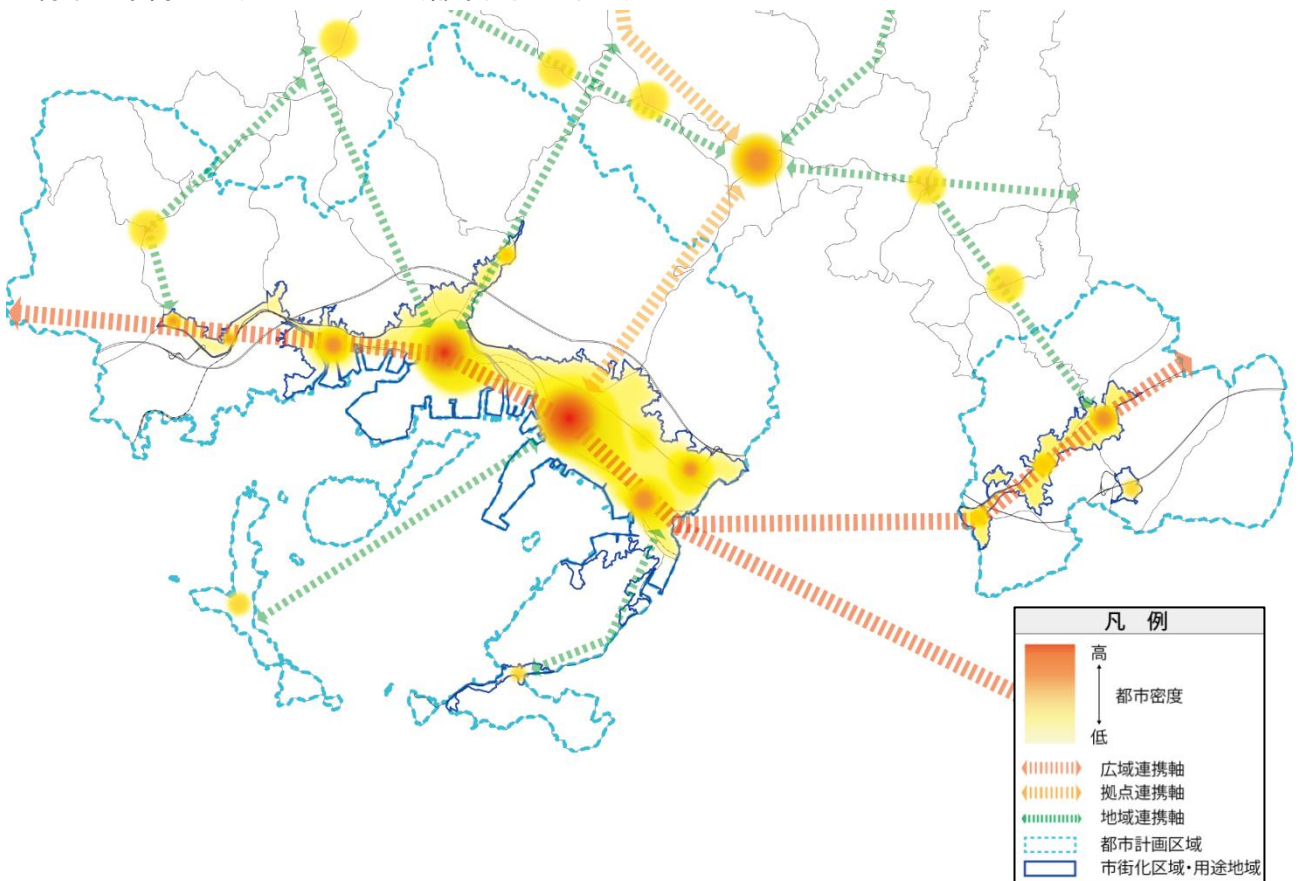 凡 例
高
都市密度
低
広域連携軸
拠点連携軸
地域連携軸
都市計画区域
市街化区域・用途地域